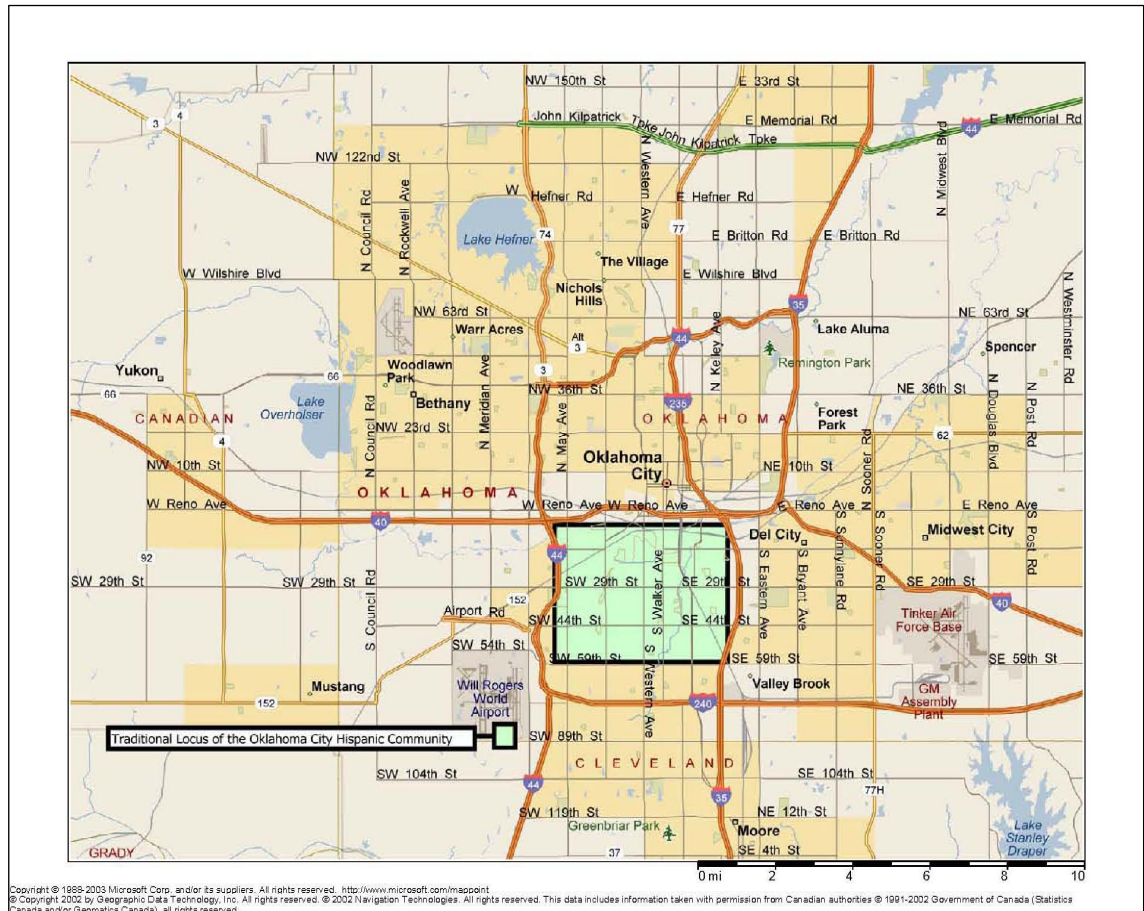 NW 150th St
E 33rd St
John Kilpatrick Tpke
John Kilpatrick Tpke
E Memorial Rd
44
E Memorial Rd
3
4
NW 122nd St
N Western Ave
N Midwest Blvd
N Council Rd
N Rockwell Ave
W Hefner Rd
E Hefner Rd
Lake Hefner
74
77
E Britton Rd
E Britton Rd
The Village
W Wilshire Blvd
E Wilshire Blvd
Nichols
Hills
N Westminster Rd
35
NW 63rd St
NE 63rd St
Warr Acres
Alt
3
44
N Kelley Ave
Lake Aluma
Spencer
Remington Park
Yukon
66
66
Woodlawn
Park
3
NW 36th St
NE 36th St
Bethany
Lake
Overholser
N Meridian Ave
235
N Douglas Blvd
N Post Rd
CANADIAN
4
N Council Rd
NW 23rd St
N May Ave
OKLAHOMA
Forest
Park
62
N Sooner Rd
NW 10th St
Oklahoma
City
NE 10th St
OKLAHOMA
W Reno Ave
W Reno Ave
W Reno Ave
E Reno Ave
E Reno Ave
40
Del City
Midwest City
S Sunnylane Rd
S Sooner Rd
S Post Rd
92
44
SW 29th St
SW 29th St
SW 29th St
S Walker Ave
SE 29th St
S Eastern Ave
S Bryant Ave
SE 29th St
40
152
Airport Rd
SW 44th St
SE 44th St
Tinker Air
Force Base
S Council Rd
SW 54th St
SW 59th St
SE 59th St
SE 59th St
Mustang
152
Will Rogers
World
Airport
S Western Ave
Valley Brook
240
GM
Assembly
Plant
Traditional Locus of the Oklahoma City Hispanic Community
SW 89th St
CLEVELAND
SW 104th St
SE 104th St
44
35
77H
SW 119th St
NE 12th St
Greenbriar Park
Moore
Lake
Stanley
Draper
GRADY
37
SE 4th St
0 mi 2 4 6 8 10
Copyright © 1988-2003 Microsoft Corp. and/or its suppliers. All rights reserved. http://www.microsoft.com/mappoint
© Copyright 2002 by Geographic Data Technology, Inc. All rights reserved. © 2002 Navigation Technologies. All rights reserved. This data includes information taken with permission from Canadian authorities © 1991-2002 Government of Canada (Statistics
Canada and/or Geomatics Canada), all rights reserved.